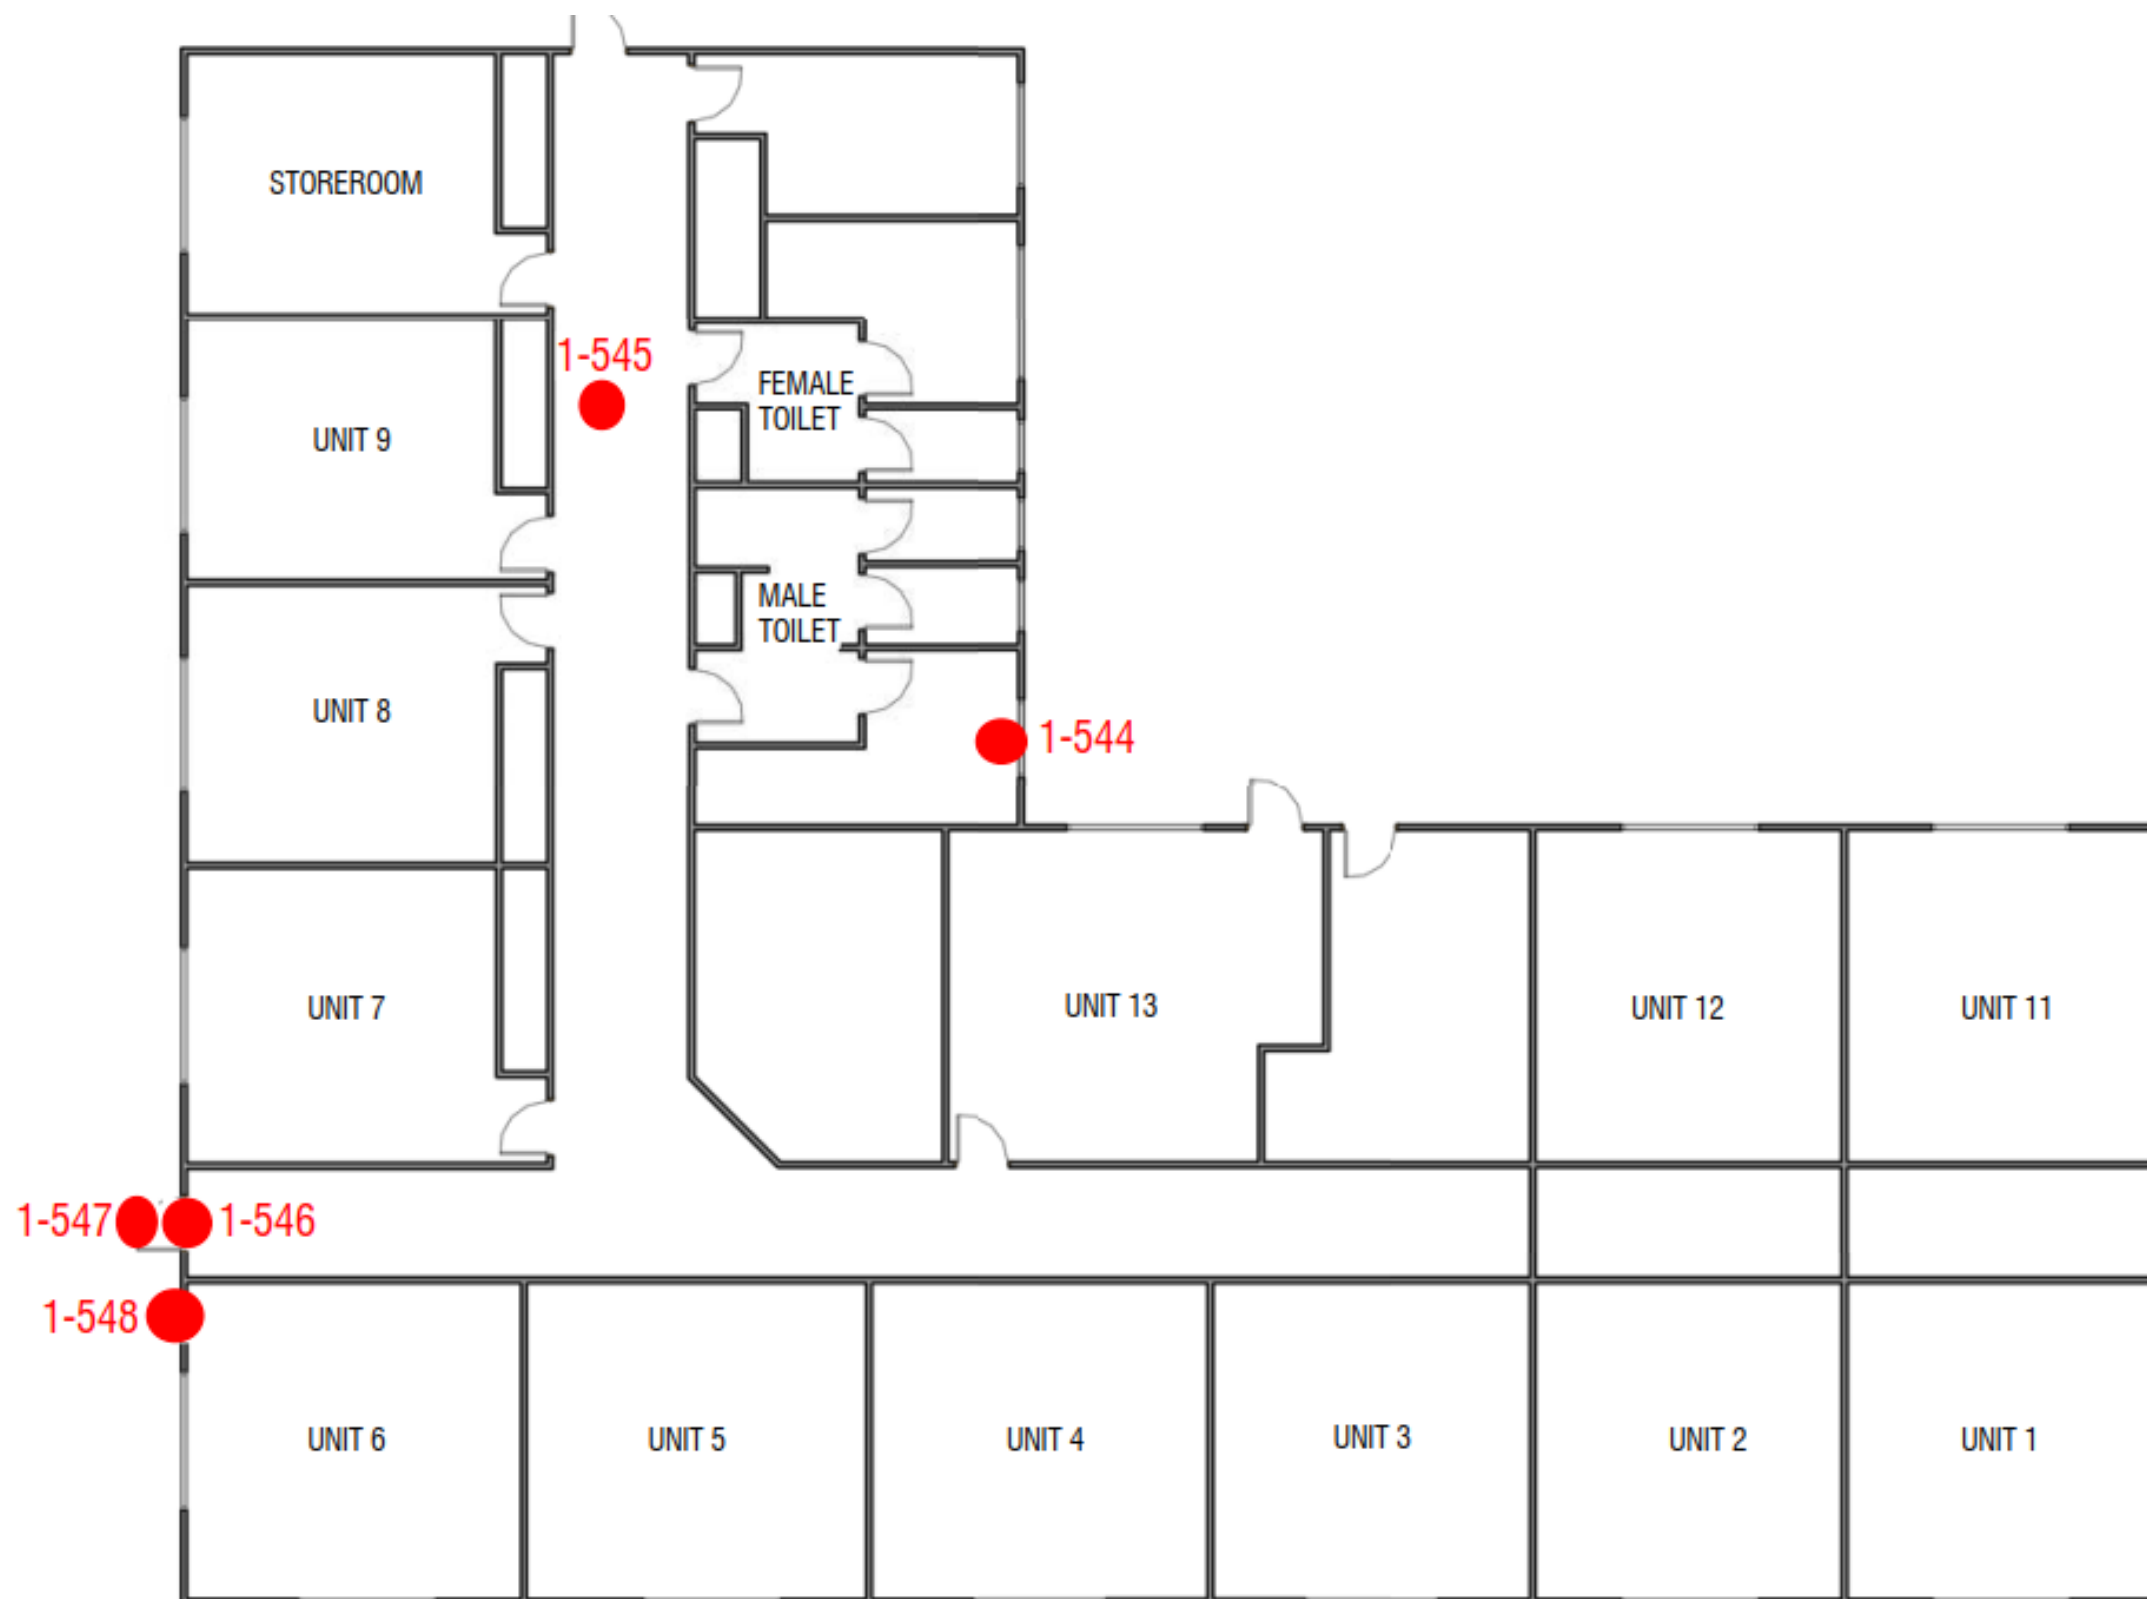 STOREROOM
1-545
FEMALE
TOILET
UNIT 9
MALE
TOILET
UNIT 8
1-544
UNIT 7
UNIT 13
UNIT 12
UNIT 11
1-547
1-546
1-548
UNIT 6
UNIT 5
UNIT 4
UNIT 3
UNIT 2
UNIT 1